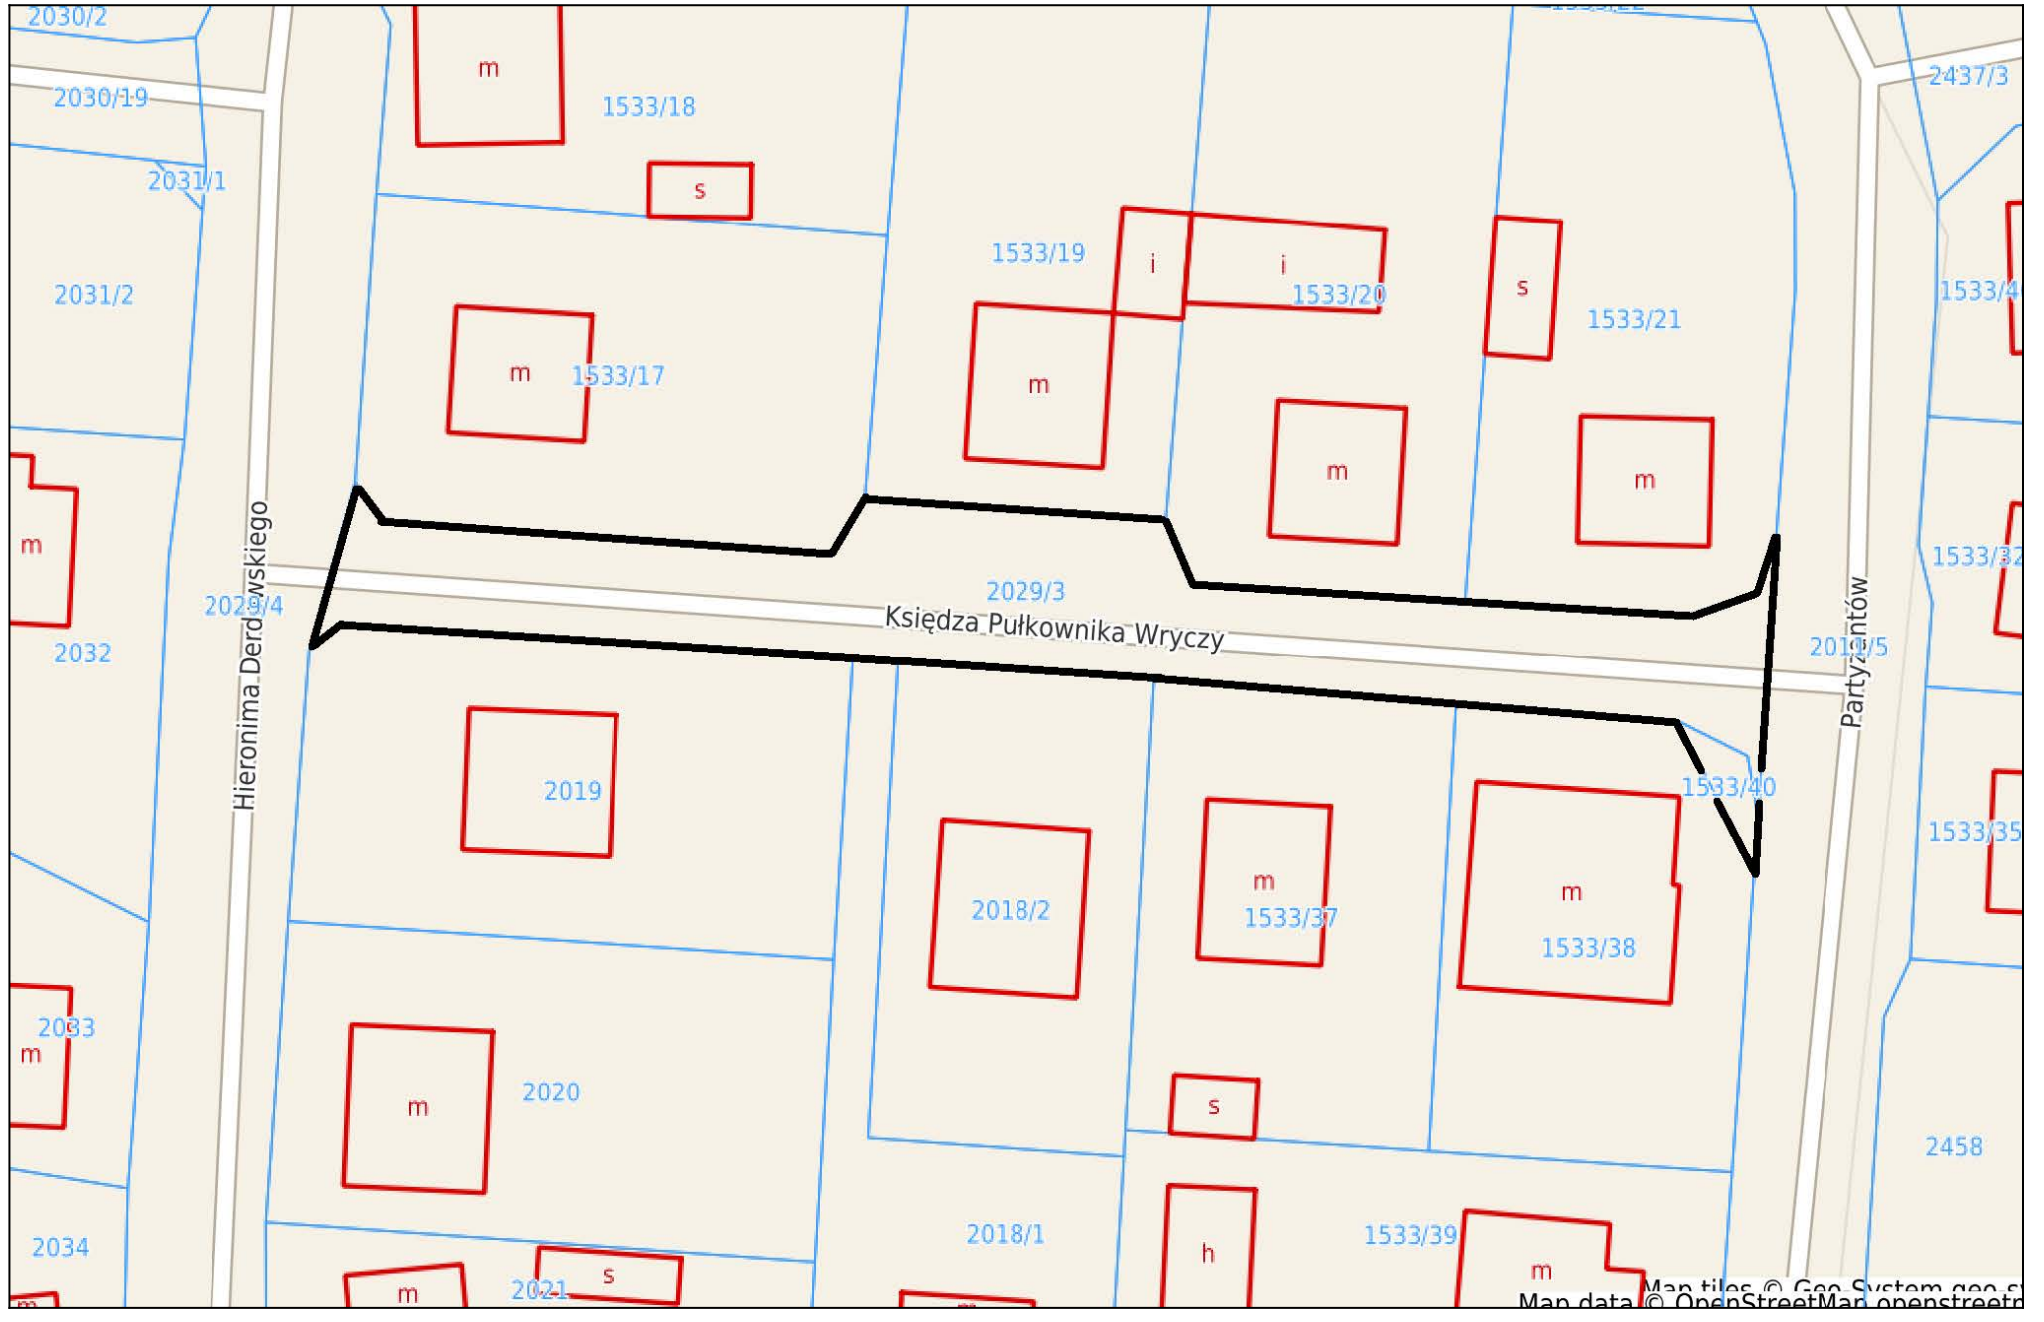 2030/2
2437/3
m
2030/19
1533/18
2031/1
s
1533/19
i
i
2031/2
1533/20
s
1533/4
1533/21
m
1533/17
m
m
m
m
1533/32
2029/4
2029/3
Księdza Pułkownika Wryczy
Hieronima Derdowskiego
Partyzantów
2032
2019
1533/40
1533/35
m
m
2018/2
1533/37
1533/38
2033
m
2020
m
s
2458
2034
2018/1
1533/39
h
m
s
2021
m
m
m
Map tiles © Geo-System geo-s
Map data © OpenStreetMap openstreetm